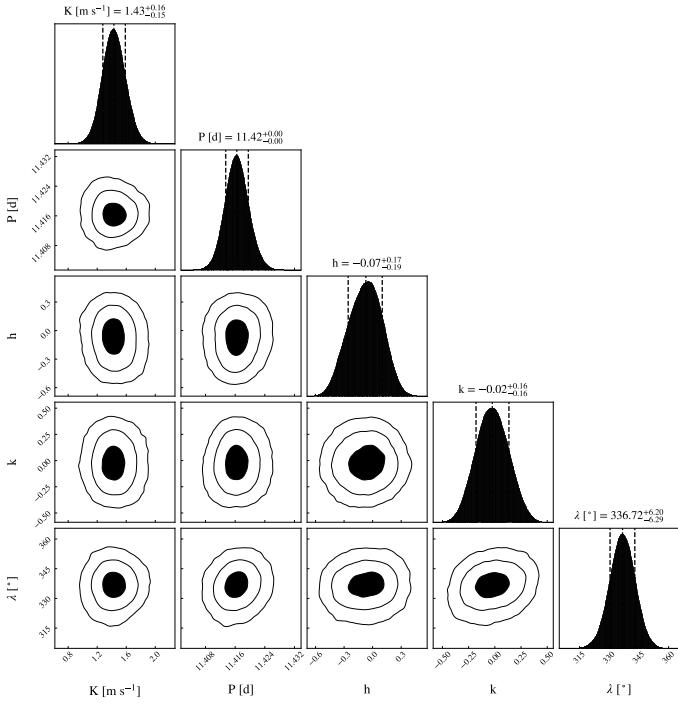 K [m s⁻¹] = 1.43 +0.16 −0.15
P [d] = 11.42 +0.00 −0.00
11.432
11.424
11.416
11.408
P [d]
h = −0.07 +0.17 −0.19
0.3
0.0
−0.3
−0.6
h
k = −0.02 +0.16 −0.16
0.50
0.25
0.00
−0.25
−0.50
k
λ [°] = 336.72 +6.20 −6.29
360
345
330
315
λ [°]
0.8 1.2 1.6 2.0 11.408 11.416 11.424 11.432 −0.6 −0.3 0.0 0.3 −0.50 −0.25 0.00 0.25 0.50 315 330 345 360
K [m s⁻¹] P [d] h k λ [°]